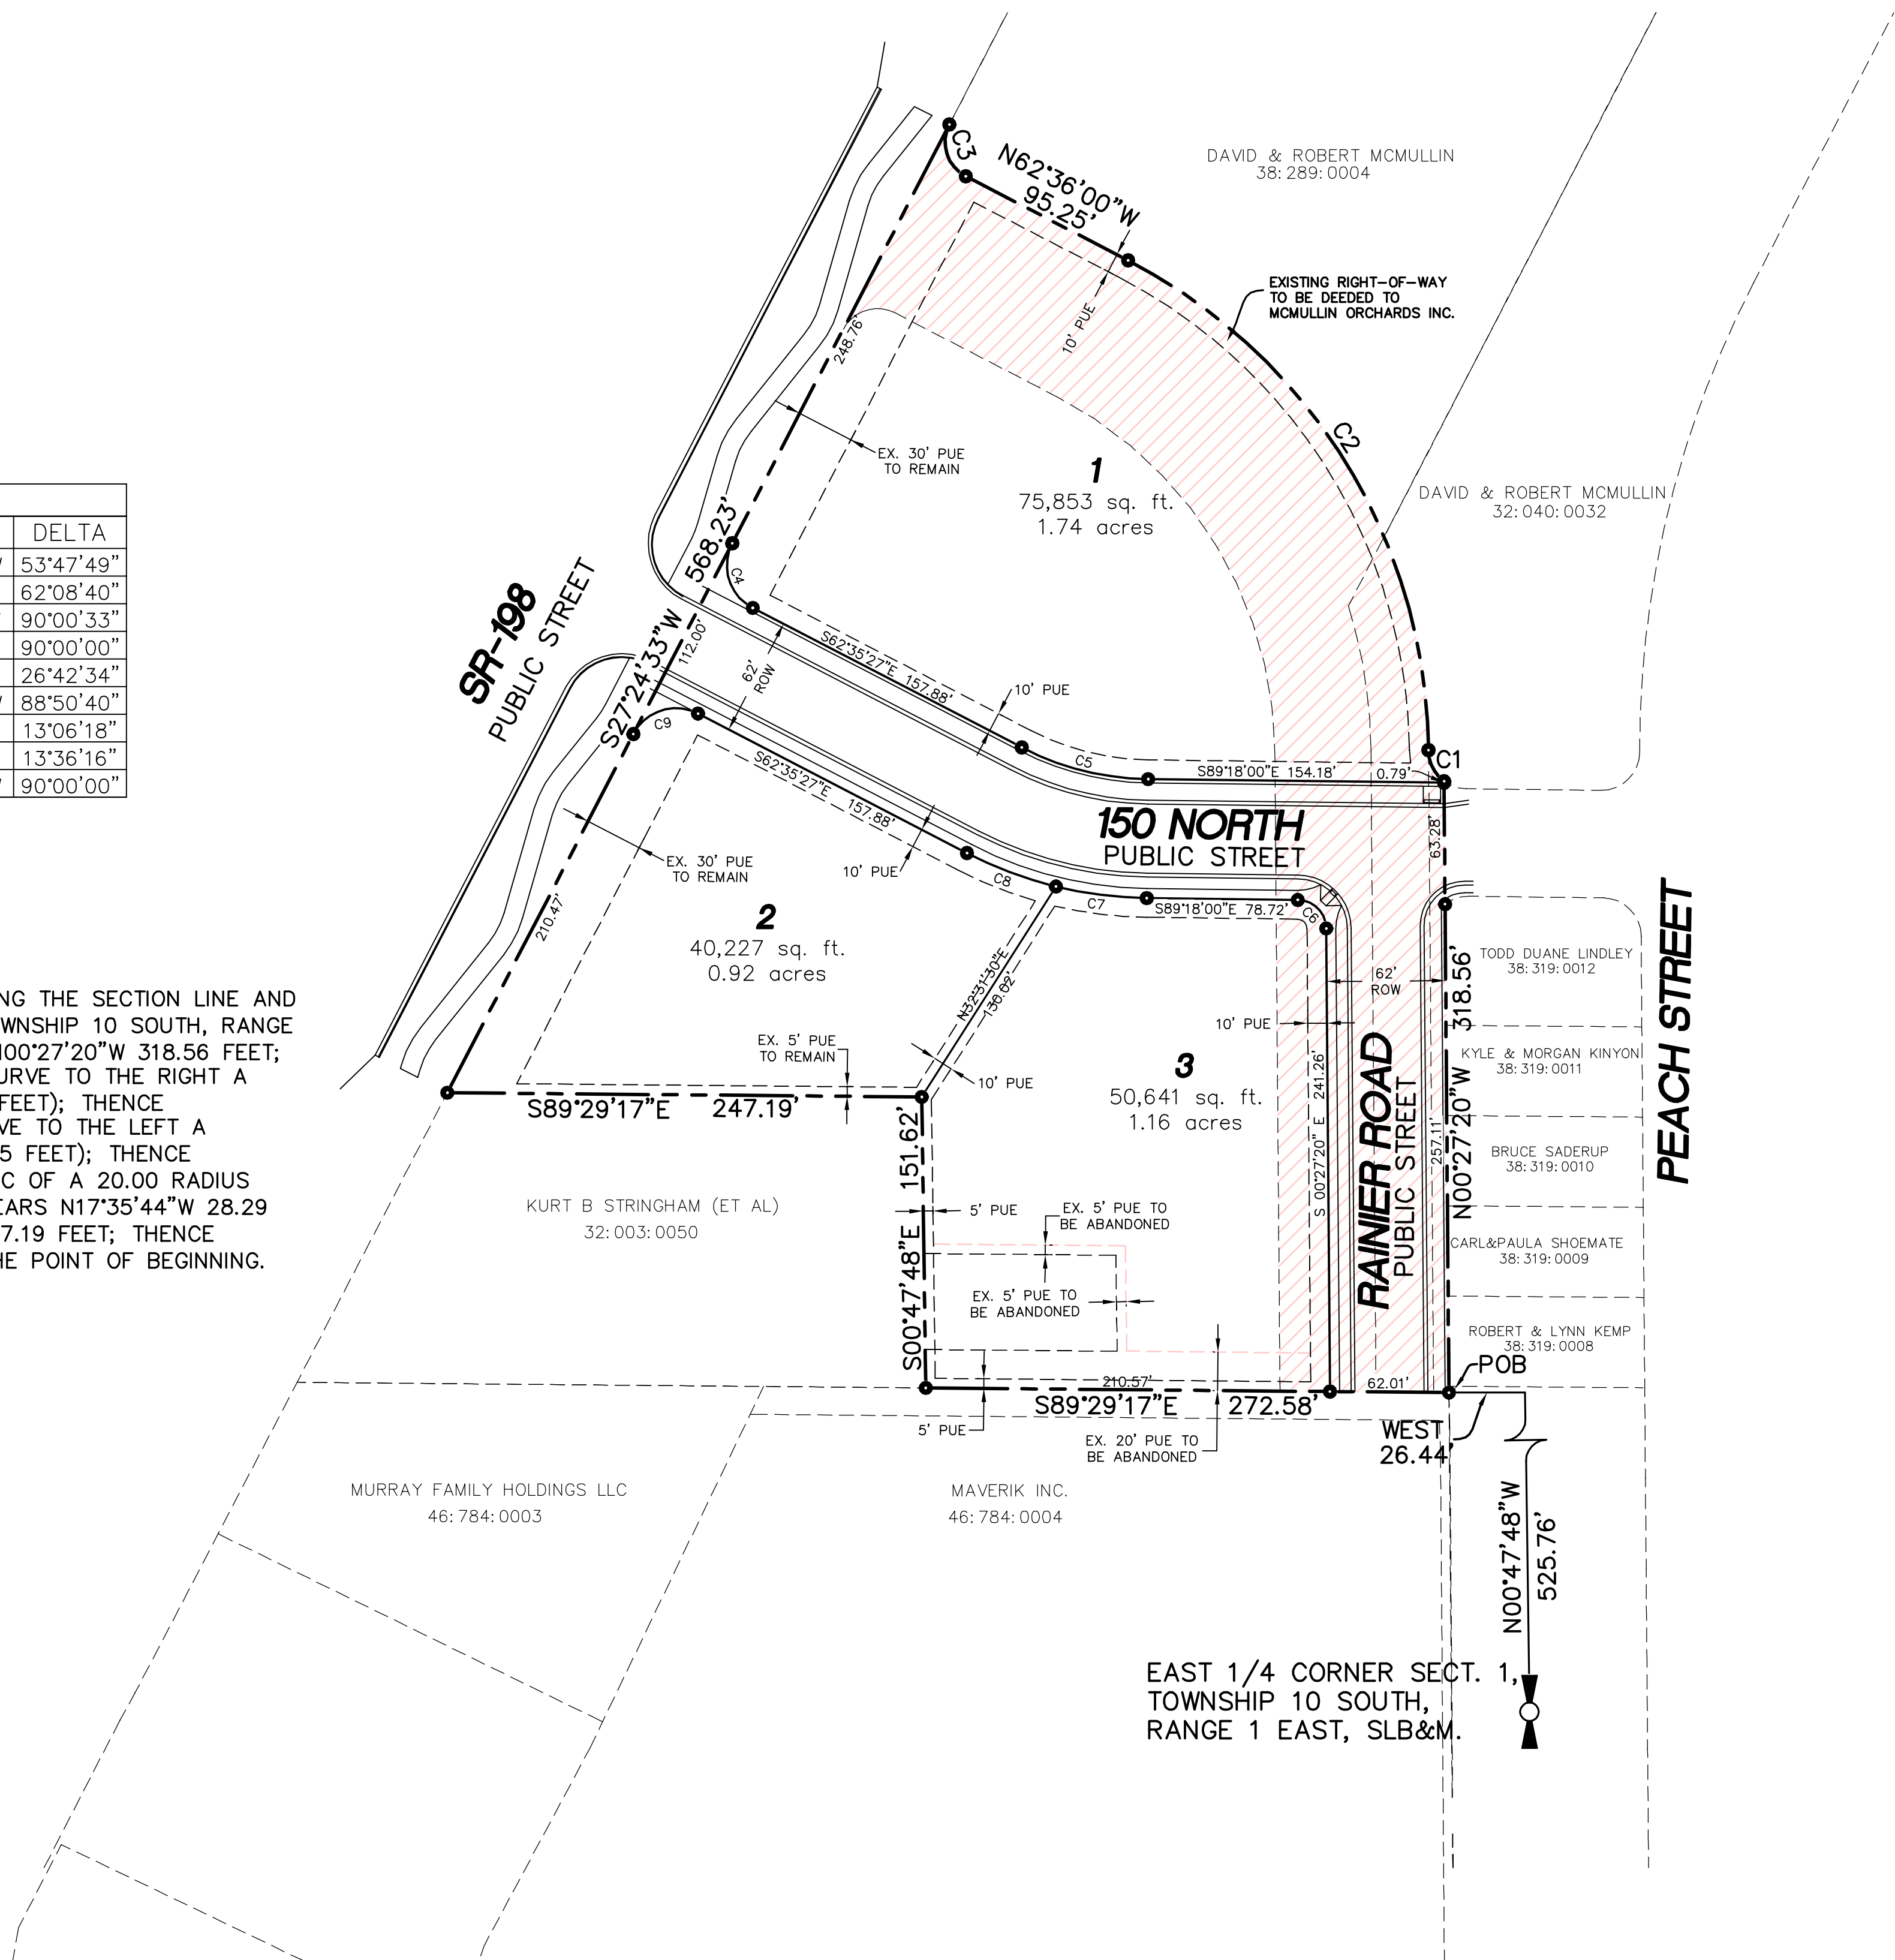 C3
N62°36'00"W
95.25'
DAVID & ROBERT MCMULLIN
38:289:0004
EXISTING RIGHT-OF-WAY
TO BE DEEDED TO
MCMULLIN ORCHARDS INC.
10' PUE
248.76'
C2
EX. 30' PUE
TO REMAIN
1
75,853 sq. ft.
1.74 acres
DAVID & ROBERT MCMULLIN
32:040:0032
DELTA
53°47'49"
62°08'40"
90°00'33"
90°00'00"
26°42'34"
88°50'40"
13°06'18"
13°36'16"
90°00'00"
568.23'
C4
SR-198
PUBLIC STREET
S27°24'33"W
112.00'
62'
ROW
S62°35'27"E 157.88'
10' PUE
C5
S89°18'00"E 154.18'
0.79'
C1
C9
S62°35'27"E 157.88'
150 NORTH
PUBLIC STREET
63.28'
EX. 30' PUE
TO REMAIN
10' PUE
C8
C7
S89°18'00"E 78.72'
C6
210.47'
2
40,227 sq. ft.
0.92 acres
N32°31'30"E
130.02'
62'
ROW
318.56'
TODD DUANE LINDLEY
38:319:0012
PEACH STREET
NG THE SECTION LINE AND
WNSHIP 10 SOUTH, RANGE
N00°27'20"W 318.56 FEET;
URVE TO THE RIGHT A
FEET); THENCE
VE TO THE LEFT A
5 FEET); THENCE
C OF A 20.00 RADIUS
EARS N17°35'44"W 28.29
7.19 FEET; THENCE
HE POINT OF BEGINNING.
10' PUE
EX. 5' PUE
TO REMAIN
10' PUE
3
50,641 sq. ft.
1.16 acres
S 00°27'20" E 241.26'
RAINIER ROAD
PUBLIC STREET
257.11'
N00°27'20"W
KYLE & MORGAN KINYON
38:319:0011
S89°29'17"E 247.19'
151.62'
BRUCE SADERUP
38:319:0010
KURT B STRINGHAM (ET AL)
32:003:0050
5' PUE
EX. 5' PUE TO
BE ABANDONED
CARL&PAULA SHOEMATE
38:319:0009
S00°47'48"E
EX. 5' PUE TO
BE ABANDONED
ROBERT & LYNN KEMP
38:319:0008
POB
210.57'
62.01'
S89°29'17"E 272.58'
5' PUE
EX. 20' PUE TO
BE ABANDONED
WEST
26.44'
MURRAY FAMILY HOLDINGS LLC
46:784:0003
MAVERIK INC.
46:784:0004
N00°47'48"W
525.76'
EAST 1/4 CORNER SECT. 1,
TOWNSHIP 10 SOUTH,
RANGE 1 EAST, SLB&M.